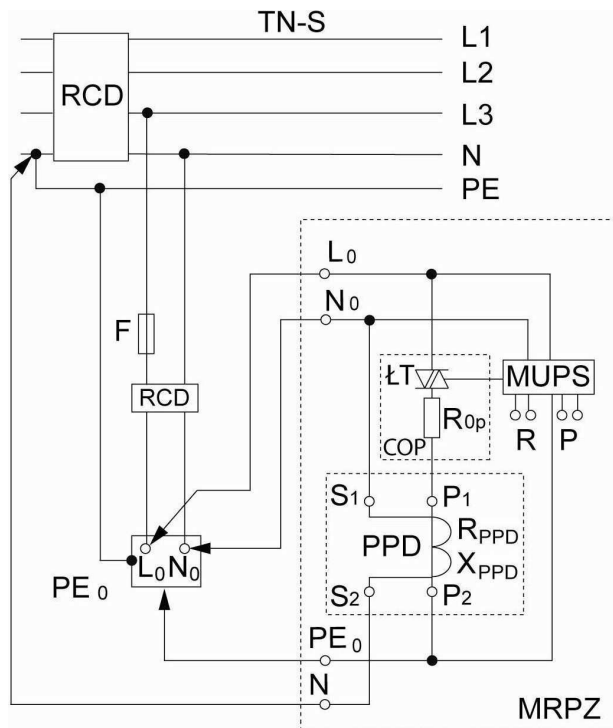 TN-S
L1
L2
RCD
L3
N
PE
L0
N0
F
ŁT
MUPS
RCD
R0p
R P
COP
S1 P1
RPPD
PPD
XPPD
L0 N0
S2 P2
PE0
PE0
N
MRPZ